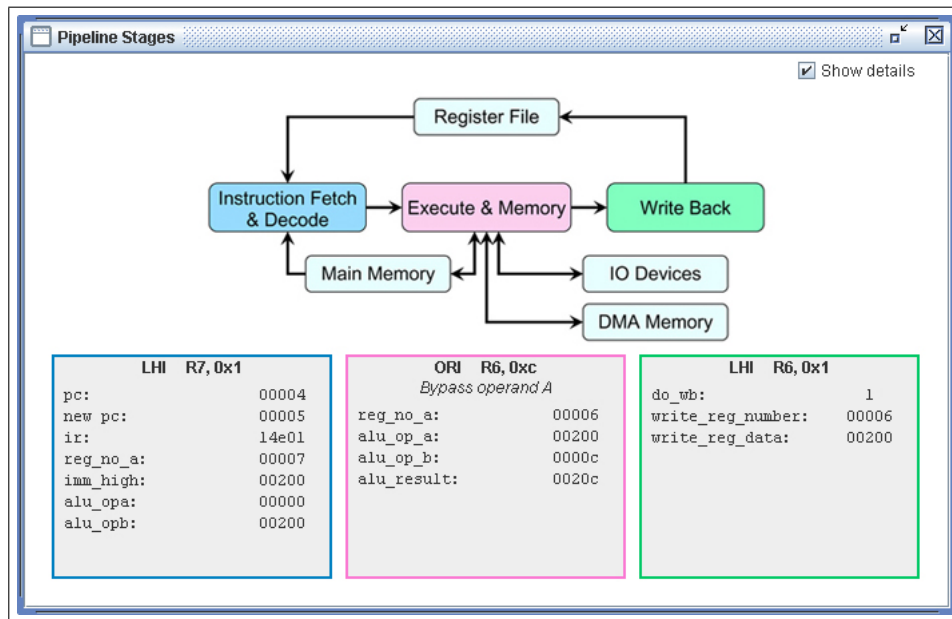 Pipeline Stages
Show details
Register File
Instruction Fetch
& Decode
Execute & Memory
Write Back
Main Memory
IO Devices
DMA Memory
LHI R7, 0x1
pc: 00004
new pc: 00005
ir: 14e01
reg_no_a: 00007
imm_high: 00200
alu_opa: 00000
alu_opb: 00200
ORI R6, 0xc
Bypass operand A
reg_no_a: 00006
alu_op_a: 00200
alu_op_b: 0000c
alu_result: 0020c
LHI R6, 0x1
do_wb: 1
write_reg_number: 00006
write_reg_data: 00200